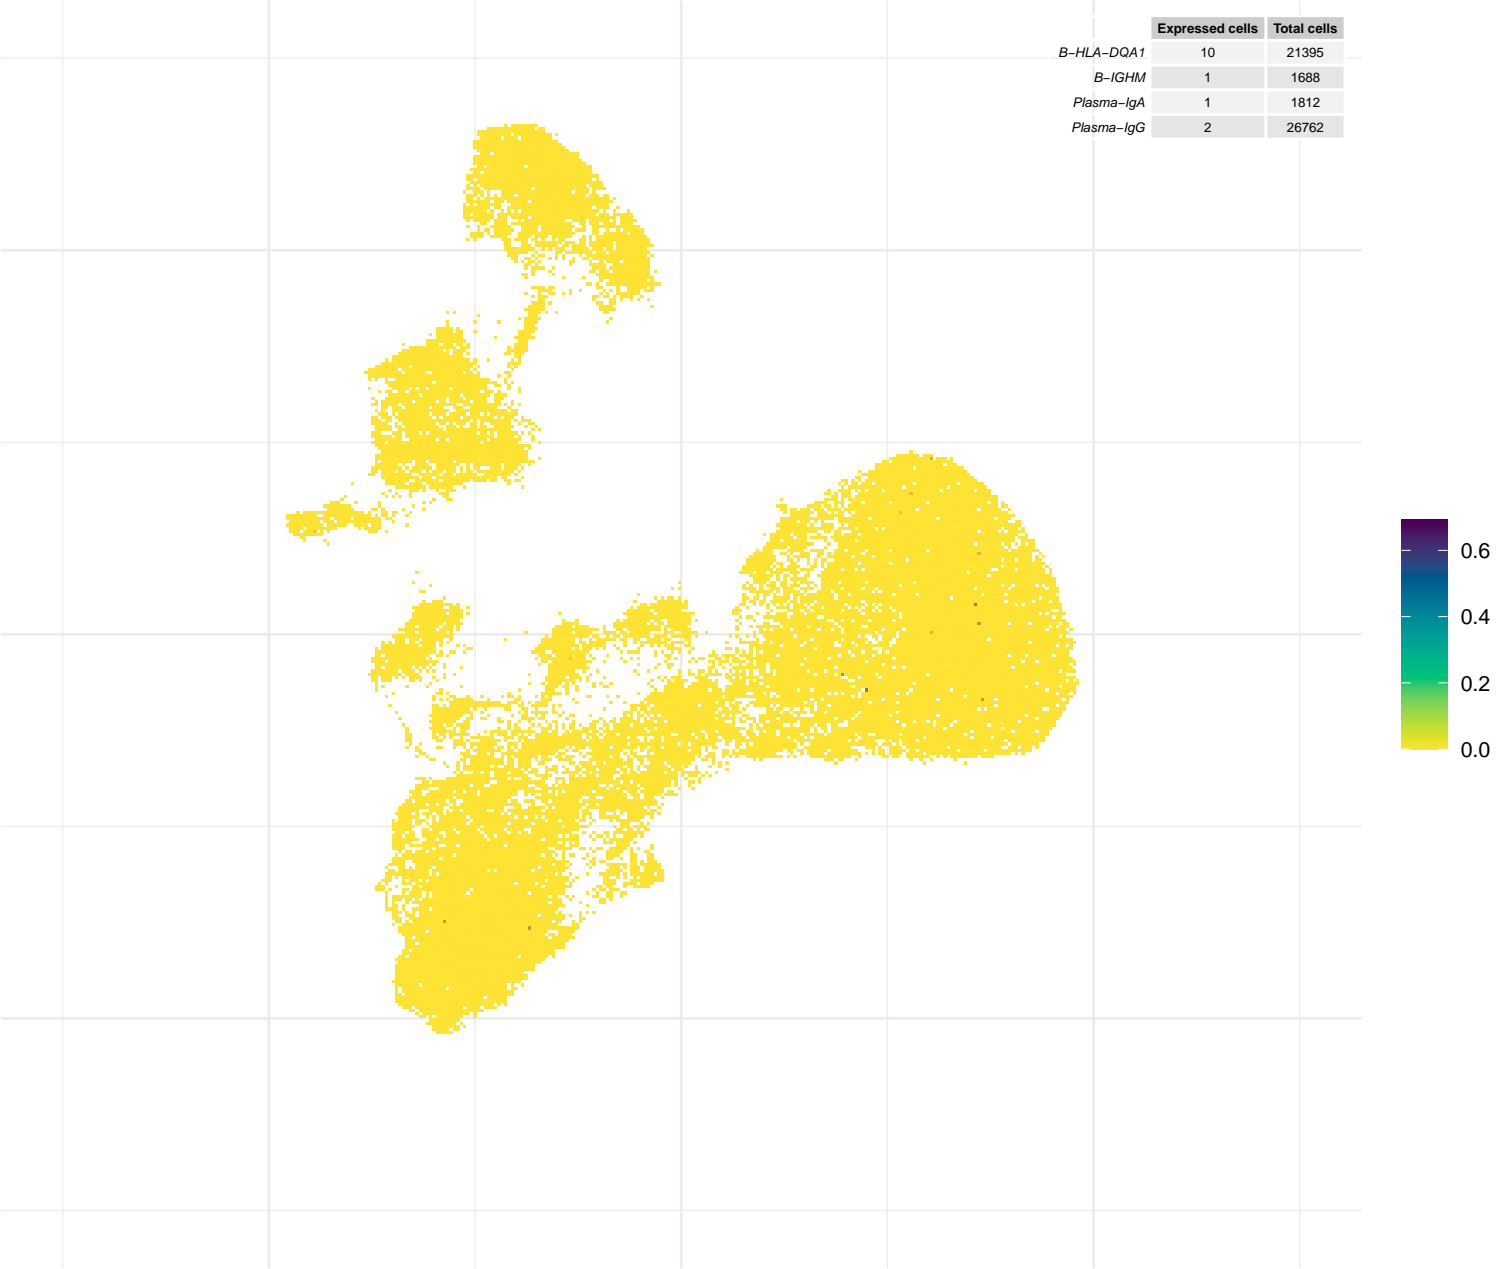 Expressed cells Total cells
B−HLA−DQA1 10 21395
B−IGHM 1 1688
Plasma−IgA 1 1812
Plasma−IgG 2 26762
0.6
0.4
0.2
0.0